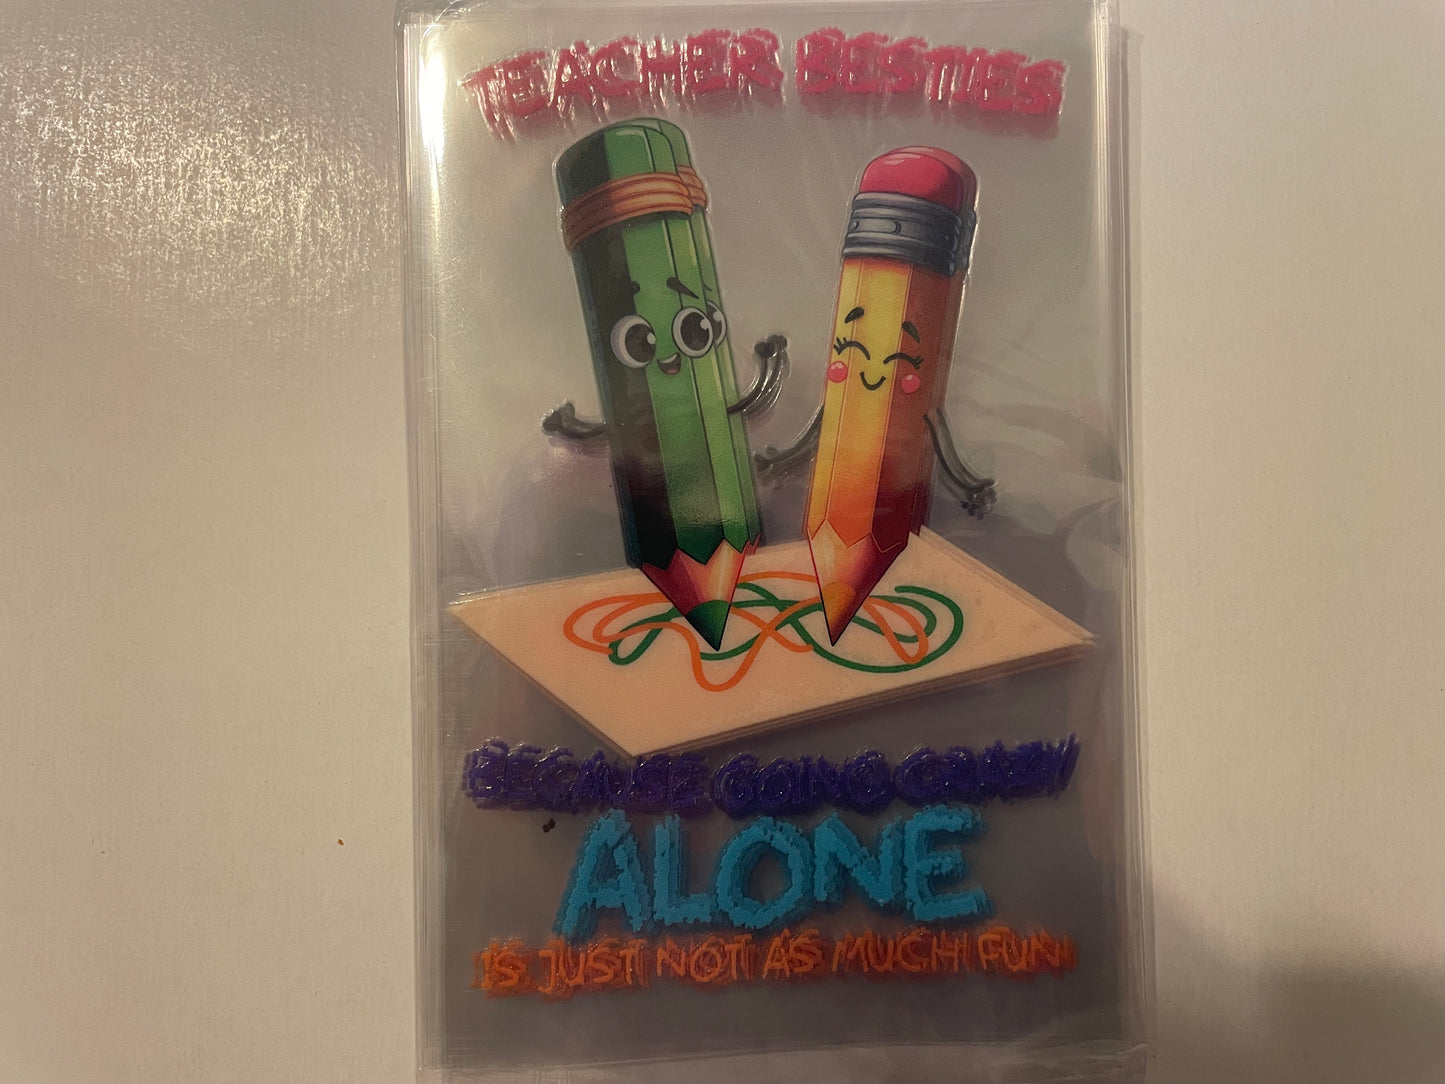 TEACHER BESTIES
BECAUSE GOING CRAZY
ALONE
IS JUST NOT AS MUCH FUN